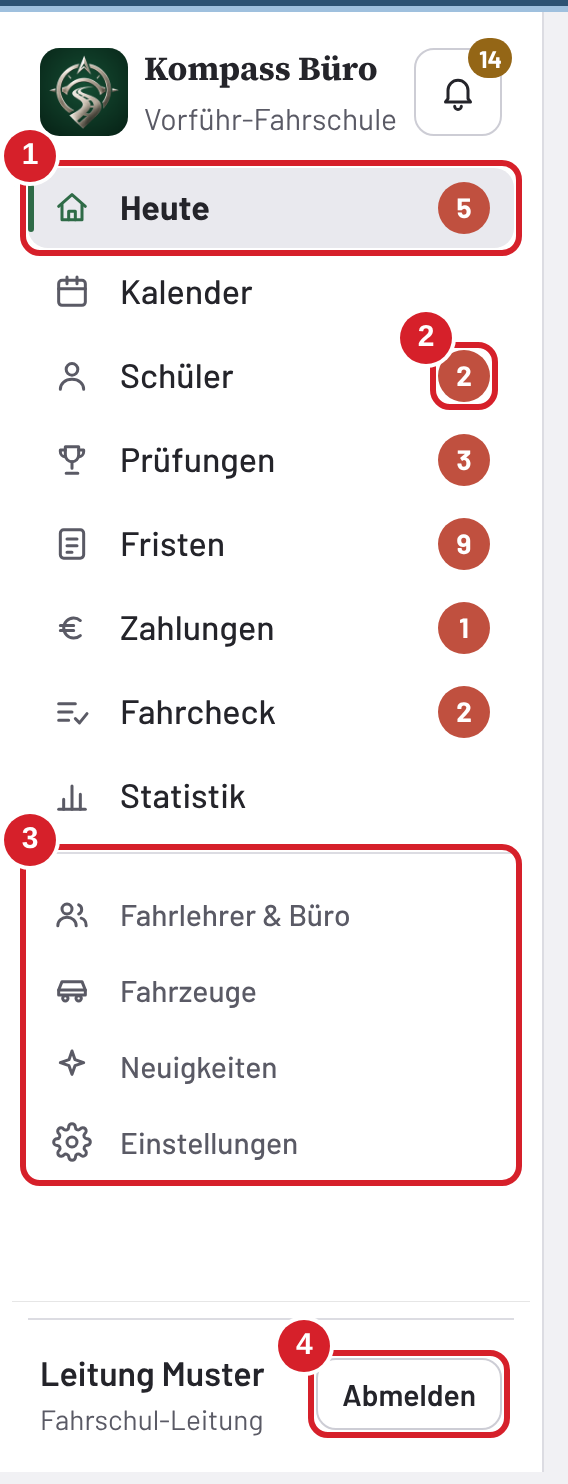 Kompass Büro
14
Vorführ-Fahrschule
1
Heute 5
Kalender
2
Schüler 2
Prüfungen 3
Fristen 9
Zahlungen 1
Fahrcheck 2
Statistik
3
Fahrlehrer & Büro
Fahrzeuge
Neuigkeiten
Einstellungen
4
Leitung Muster
Abmelden
Fahrschul-Leitung